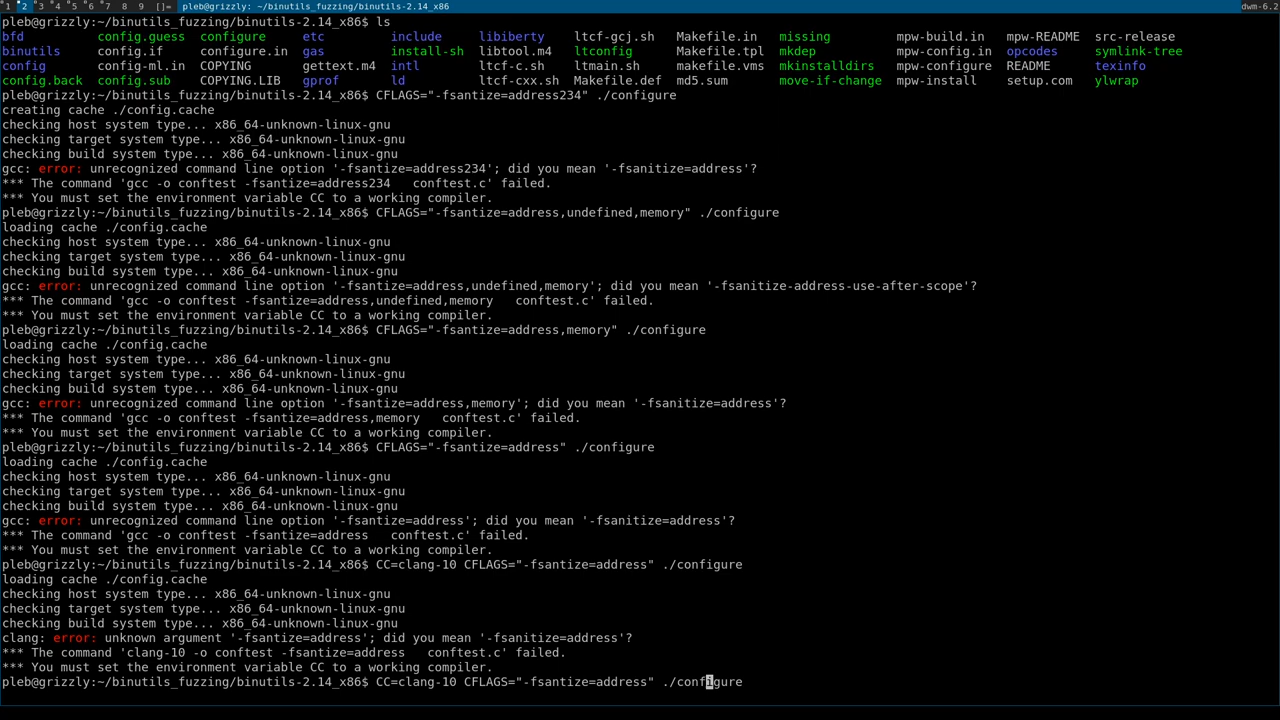 1 2 3 4 5 6 7 8 9 []= pleb@grizzly: ~/binutils_fuzzing/binutils-2.14_x86 dwm-6.2
pleb@grizzly:~/binutils_fuzzing/binutils-2.14_x86$ ls
bfd config.guess configure etc include libiberty ltcf-gcj.sh Makefile.in missing mpw-build.in mpw-README src-release
binutils config.if configure.in gas install-sh libtool.m4 ltconfig Makefile.tpl mkdep mpw-config.in opcodes symlink-tree
config config-ml.in COPYING gettext.m4 intl ltcf-c.sh ltmain.sh makefile.vms mkinstalldirs mpw-configure README texinfo
config.back config.sub COPYING.LIB gprof ld ltcf-cxx.sh Makefile.def md5.sum move-if-change mpw-install setup.com ylwrap
pleb@grizzly:~/binutils_fuzzing/binutils-2.14_x86$ CFLAGS="-fsantize=address234" ./configure
creating cache ./config.cache
checking host system type... x86_64-unknown-linux-gnu
checking target system type... x86_64-unknown-linux-gnu
checking build system type... x86_64-unknown-linux-gnu
gcc: error: unrecognized command line option '-fsantize=address234'; did you mean '-fsanitize=address'?
*** The command 'gcc -o conftest -fsantize=address234   conftest.c' failed.
*** You must set the environment variable CC to a working compiler.
pleb@grizzly:~/binutils_fuzzing/binutils-2.14_x86$ CFLAGS="-fsantize=address,undefined,memory" ./configure
loading cache ./config.cache
checking host system type... x86_64-unknown-linux-gnu
checking target system type... x86_64-unknown-linux-gnu
checking build system type... x86_64-unknown-linux-gnu
gcc: error: unrecognized command line option '-fsantize=address,undefined,memory'; did you mean '-fsanitize-address-use-after-scope'?
*** The command 'gcc -o conftest -fsantize=address,undefined,memory   conftest.c' failed.
*** You must set the environment variable CC to a working compiler.
pleb@grizzly:~/binutils_fuzzing/binutils-2.14_x86$ CFLAGS="-fsantize=address,memory" ./configure
loading cache ./config.cache
checking host system type... x86_64-unknown-linux-gnu
checking target system type... x86_64-unknown-linux-gnu
checking build system type... x86_64-unknown-linux-gnu
gcc: error: unrecognized command line option '-fsantize=address,memory'; did you mean '-fsanitize=address'?
*** The command 'gcc -o conftest -fsantize=address,memory   conftest.c' failed.
*** You must set the environment variable CC to a working compiler.
pleb@grizzly:~/binutils_fuzzing/binutils-2.14_x86$ CFLAGS="-fsantize=address" ./configure
loading cache ./config.cache
checking host system type... x86_64-unknown-linux-gnu
checking target system type... x86_64-unknown-linux-gnu
checking build system type... x86_64-unknown-linux-gnu
gcc: error: unrecognized command line option '-fsantize=address'; did you mean '-fsanitize=address'?
*** The command 'gcc -o conftest -fsantize=address   conftest.c' failed.
*** You must set the environment variable CC to a working compiler.
pleb@grizzly:~/binutils_fuzzing/binutils-2.14_x86$ CC=clang-10 CFLAGS="-fsantize=address" ./configure
loading cache ./config.cache
checking host system type... x86_64-unknown-linux-gnu
checking target system type... x86_64-unknown-linux-gnu
checking build system type... x86_64-unknown-linux-gnu
clang: error: unknown argument '-fsantize=address'; did you mean '-fsanitize=address'?
*** The command 'clang-10 -o conftest -fsantize=address   conftest.c' failed.
*** You must set the environment variable CC to a working compiler.
pleb@grizzly:~/binutils_fuzzing/binutils-2.14_x86$ CC=clang-10 CFLAGS="-fsantize=address" ./configure